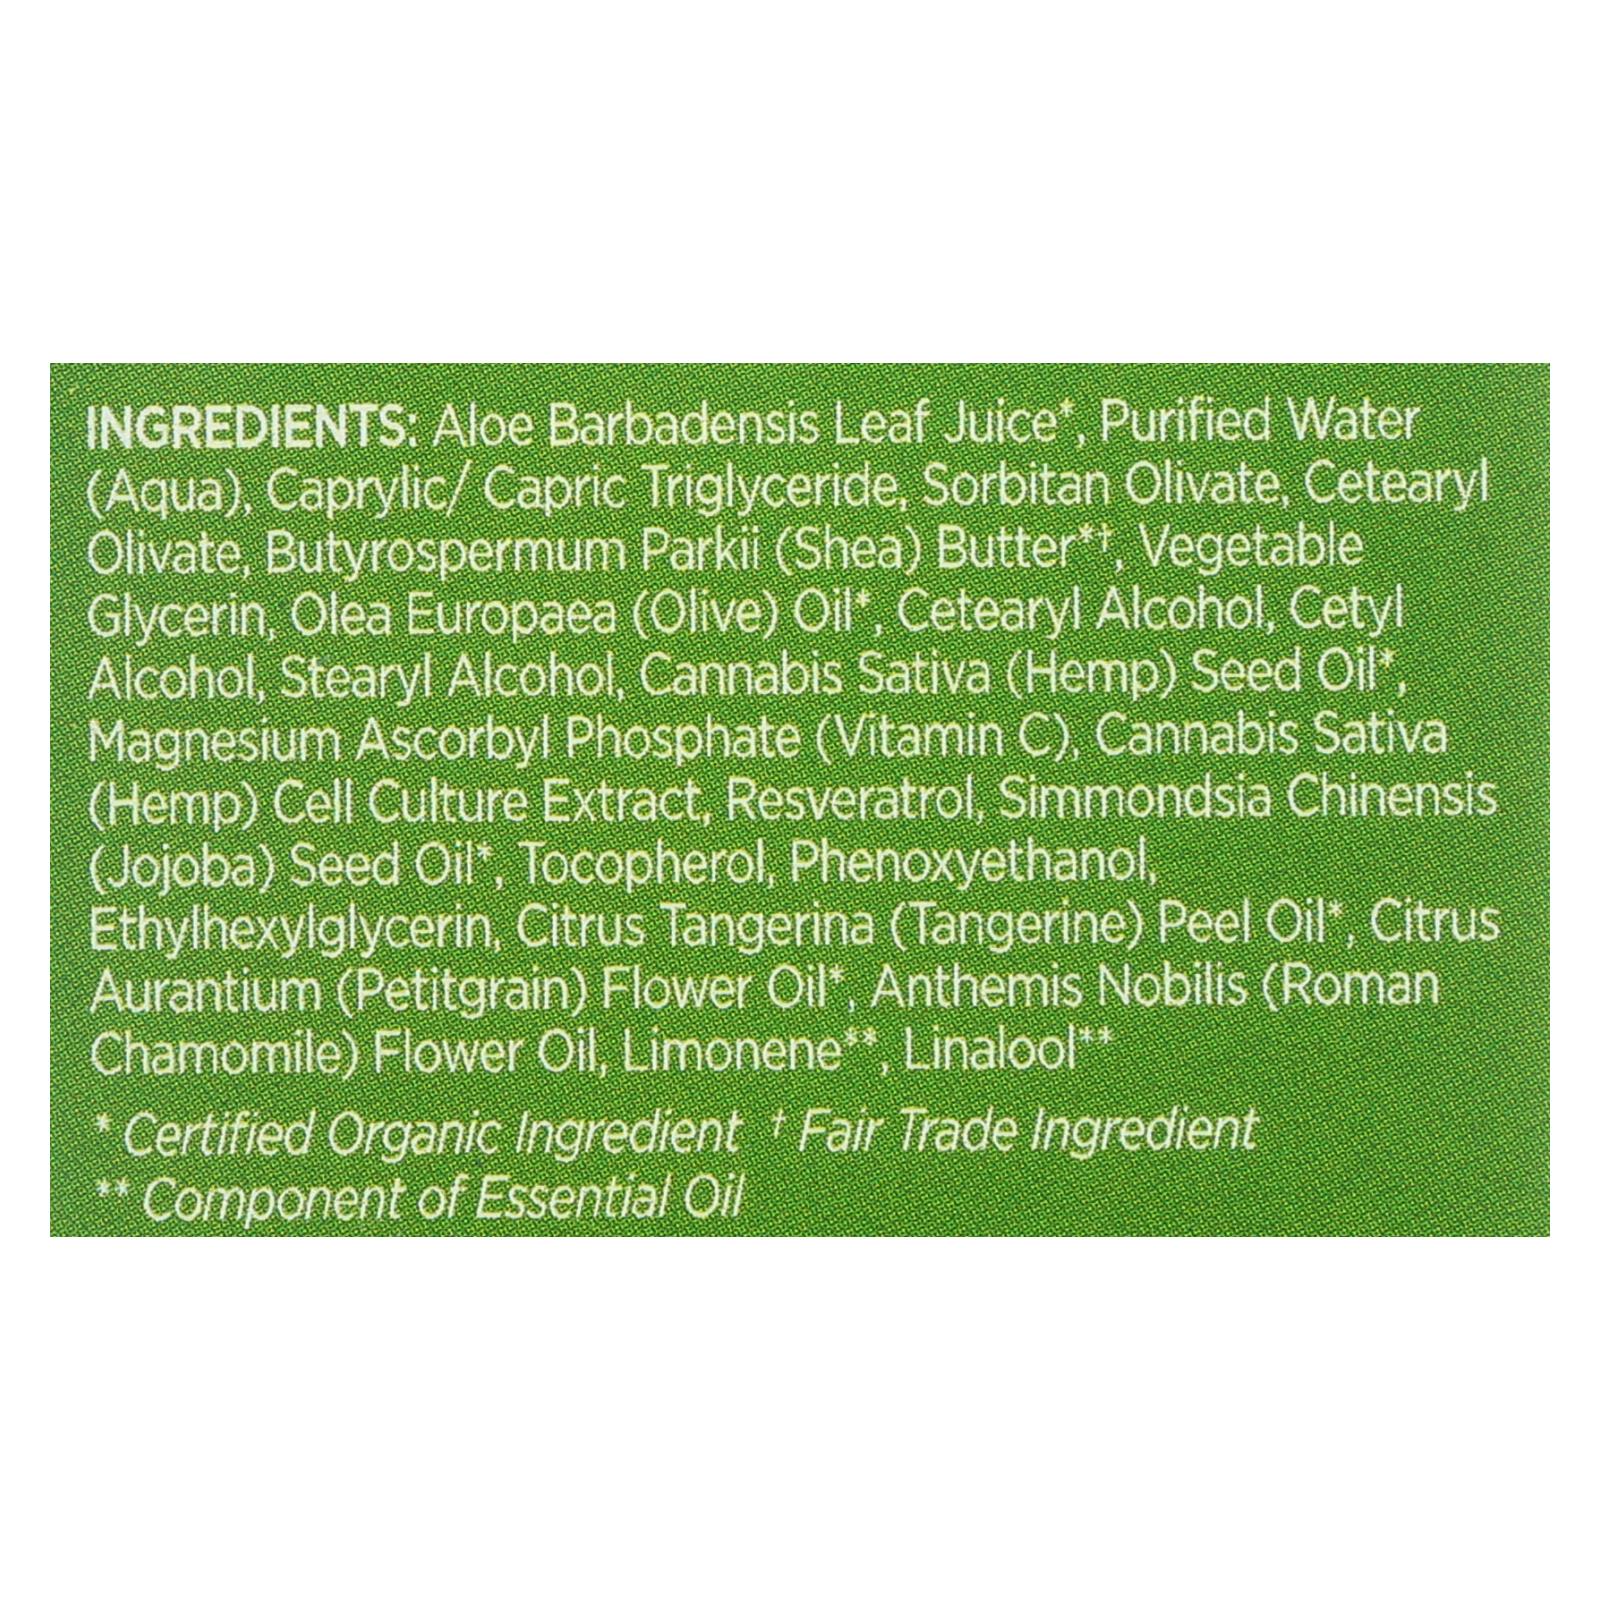 INGREDIENTS: Aloe Barbadensis Leaf Juice*, Purified Water
(Aqua), Caprylic/ Capric Triglyceride, Sorbitan Olivate, Cetearyl
Olivate, Butyrospermum Parkii (Shea) Butter*†, Vegetable
Glycerin, Olea Europaea (Olive) Oil*, Cetearyl Alcohol, Cetyl
Alcohol, Stearyl Alcohol, Cannabis Sativa (Hemp) Seed Oil*,
Magnesium Ascorbyl Phosphate (Vitamin C), Cannabis Sativa
(Hemp) Cell Culture Extract, Resveratrol, Simmondsia Chinensis
(Jojoba) Seed Oil*, Tocopherol, Phenoxyethanol,
Ethylhexylglycerin, Citrus Tangerina (Tangerine) Peel Oil*, Citrus
Aurantium (Petitgrain) Flower Oil*, Anthemis Nobilis (Roman
Chamomile) Flower Oil, Limonene**, Linalool**
* Certified Organic Ingredient † Fair Trade Ingredient
** Component of Essential Oil